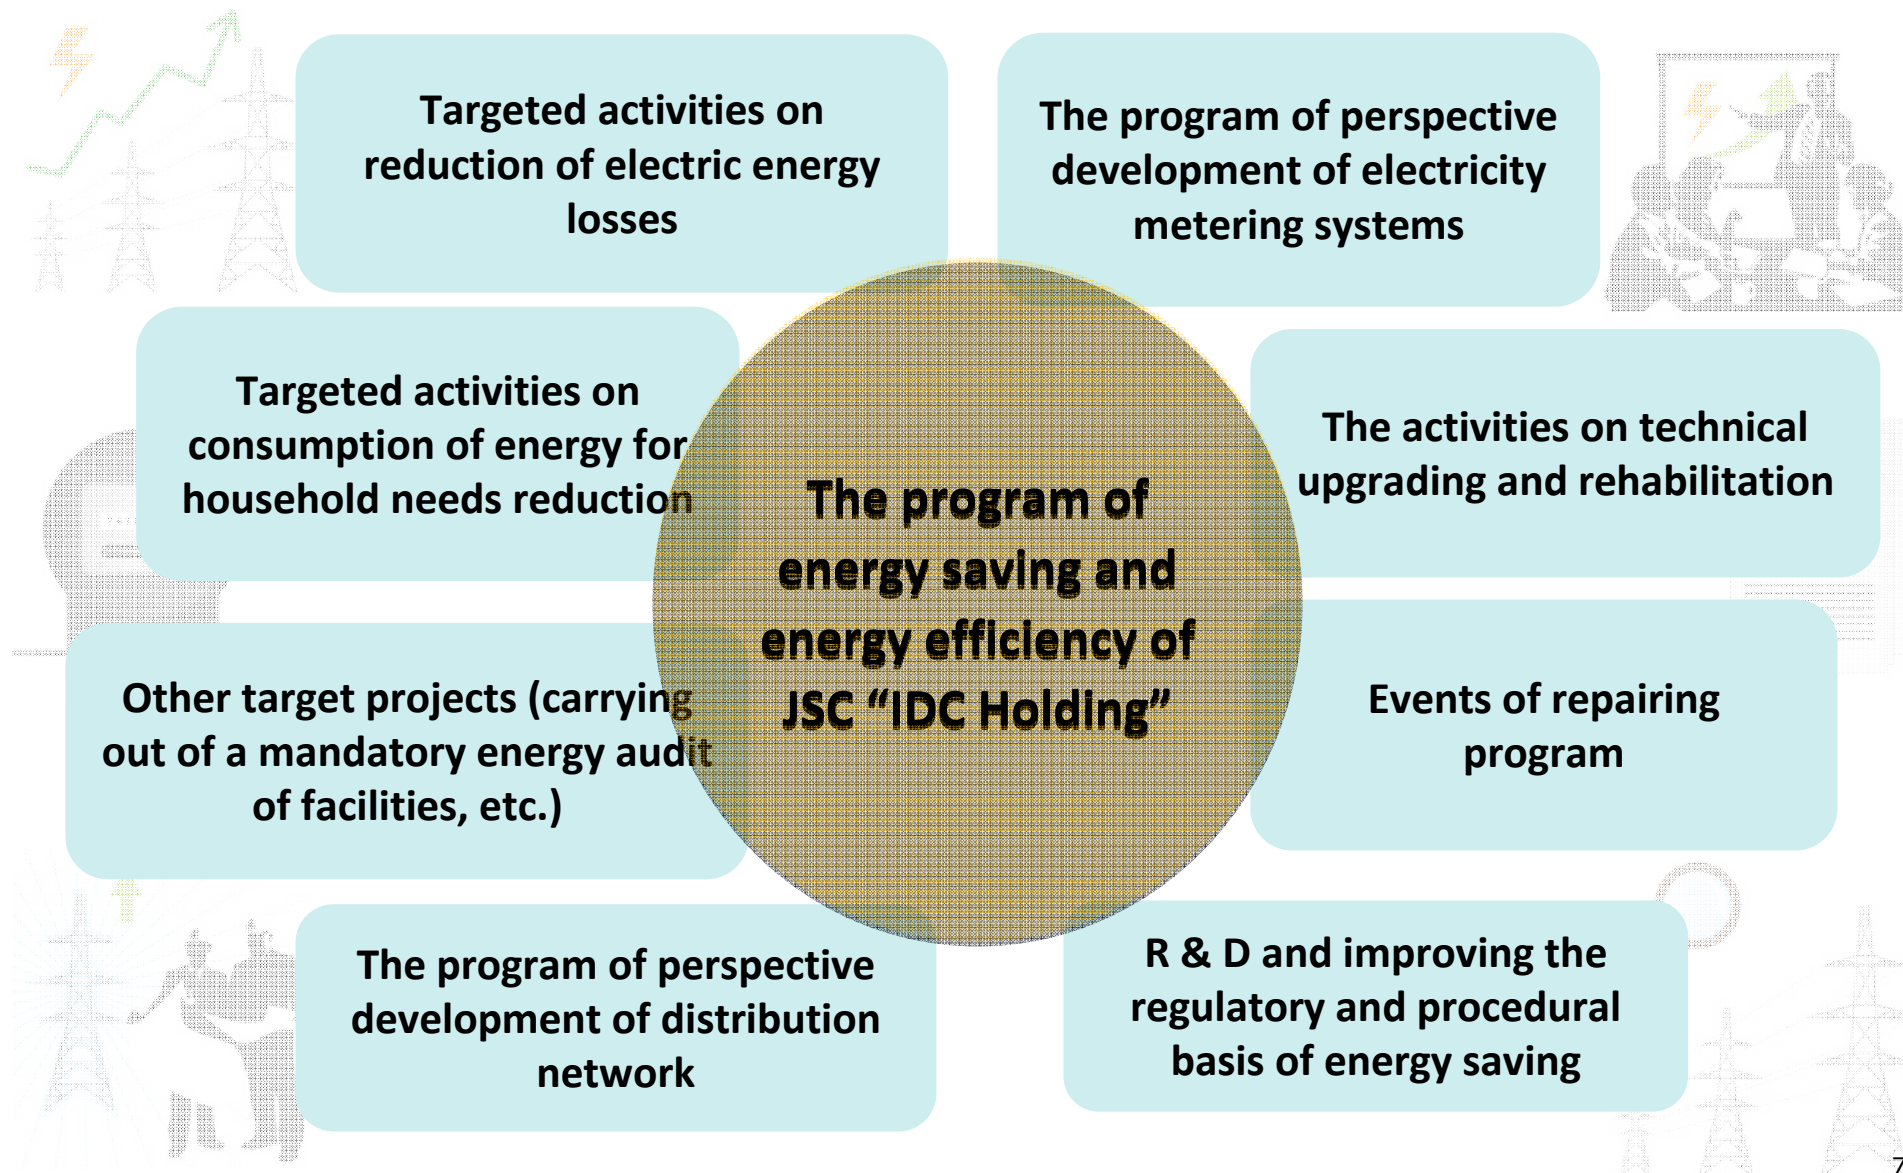 Targeted activities on
reduction of electric energy
losses
The program of perspective
development of electricity
metering systems
Targeted activities on
consumption of energy for
household needs reduction
The activities on technical
upgrading and rehabilitation
The program of
energy saving and
energy efficiency of
JSC “IDC Holding”
Other target projects (carrying
out of a mandatory energy audit
of facilities, etc.)
Events of repairing
program
The program of perspective
development of distribution
network
R & D and improving the
regulatory and procedural
basis of energy saving
7